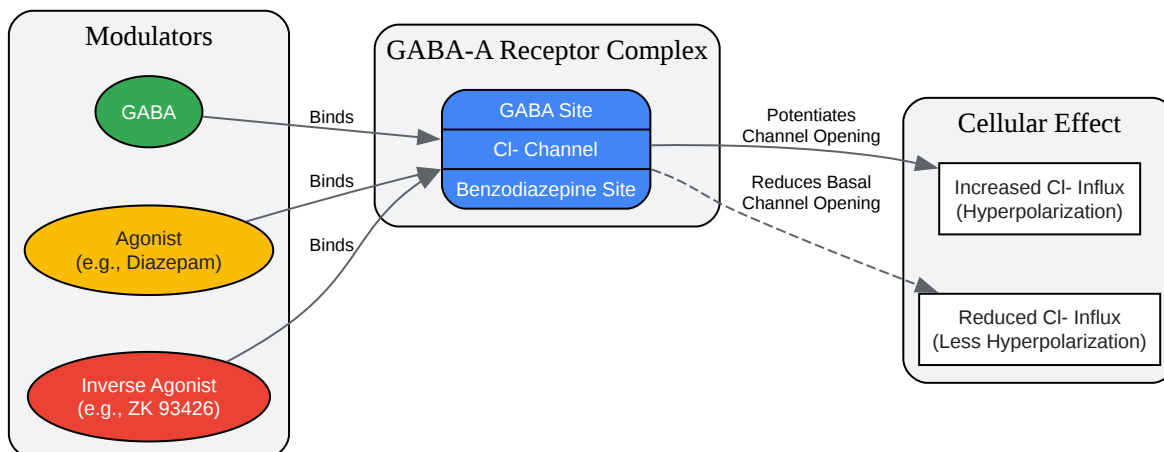 Modulators
GABA
Agonist
(e.g., Diazepam)
Inverse Agonist
(e.g., ZK 93426)
Binds
Binds
Binds
GABA-A Receptor Complex
GABA Site
Cl- Channel
Benzodiazepine Site
Potentiates
Channel Opening
Reduces Basal
Channel Opening
Cellular Effect
Increased Cl- Influx
(Hyperpolarization)
Reduced Cl- Influx
(Less Hyperpolarization)